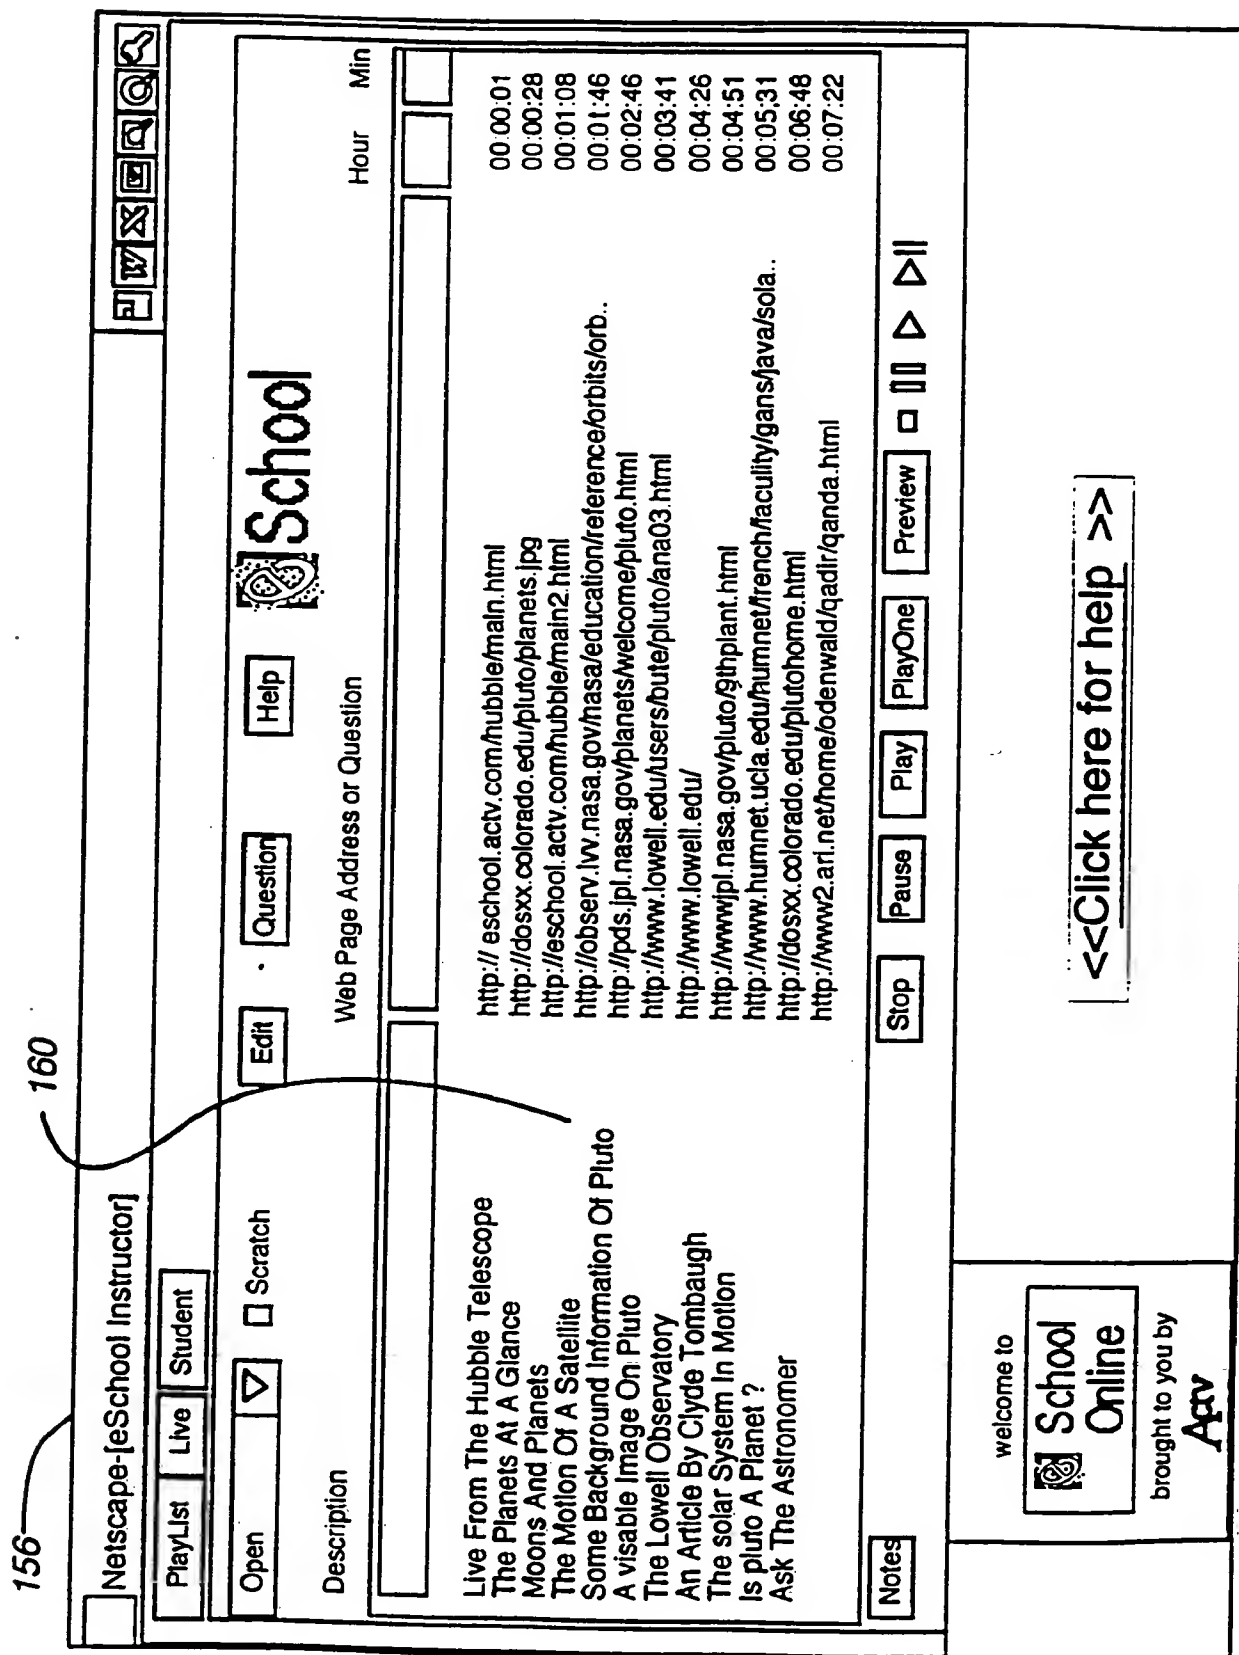 156
160
Netscape-[eSchool Instructor]
PlayList Live Student
Open Scratch Edit Question Help School
Description Web Page Address or Question Hour Min
Live From The Hubble Telescope http:// eschool.actv.com/hubble/main.html 00:00:01
The Planets At A Glance http://dosxx.colorado.edu/pluto/planets.jpg 00:00:28
Moons And Planets http://eschool.actv.com/hubble/main2.html 00:01:08
The Motion Of A Satellite http://observ.lvv.nasa.gov/nasa/education/reference/orbits/orb.. 00:01:46
Some Background Information Of Pluto http://pds.jpl.nasa.gov/planets/welcome/pluto.html 00:02:46
A visable Image On Pluto http://www.lowell.edu/users/bute/pluto/ana03.html 00:03:41
The Lowell Observatory http://www.lowell.edu/ 00:04:26
An Article By Clyde Tombaugh http://wwwjpl.nasa.gov/pluto/9thplant.html 00:04:51
The solar System In Motion http://www.humnet.ucla.edu/humnet/french/faculity/gans/java/sola.. 00:05:31
Is pluto A Planet ? http://dosxx.colorado.edu/plutohome.html 00:06:48
Ask The Astronomer http://www2.ari.net/home/odenwald/qadir/qanda.html 00:07:22
Notes Stop Pause Play PlayOne Preview
welcome to
School
Online
brought to you by
Actv
<<Click here for help >>